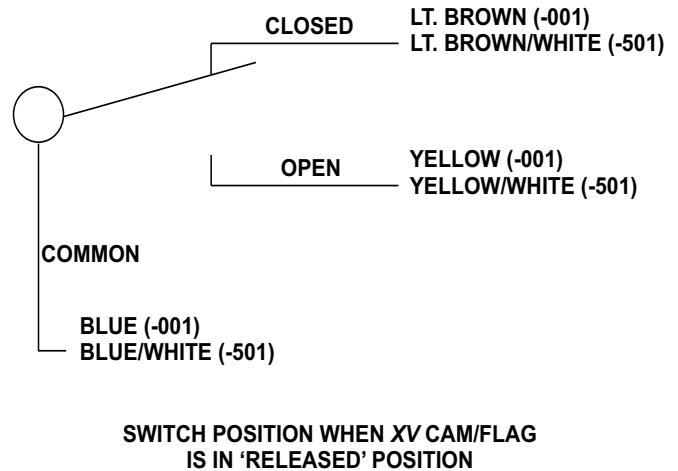 CLOSED
LT. BROWN (-001)
LT. BROWN/WHITE (-501)
OPEN
YELLOW (-001)
YELLOW/WHITE (-501)
COMMON
BLUE (-001)
BLUE/WHITE (-501)
SWITCH POSITION WHEN XV CAM/FLAG
IS IN ‘RELEASED’ POSITION